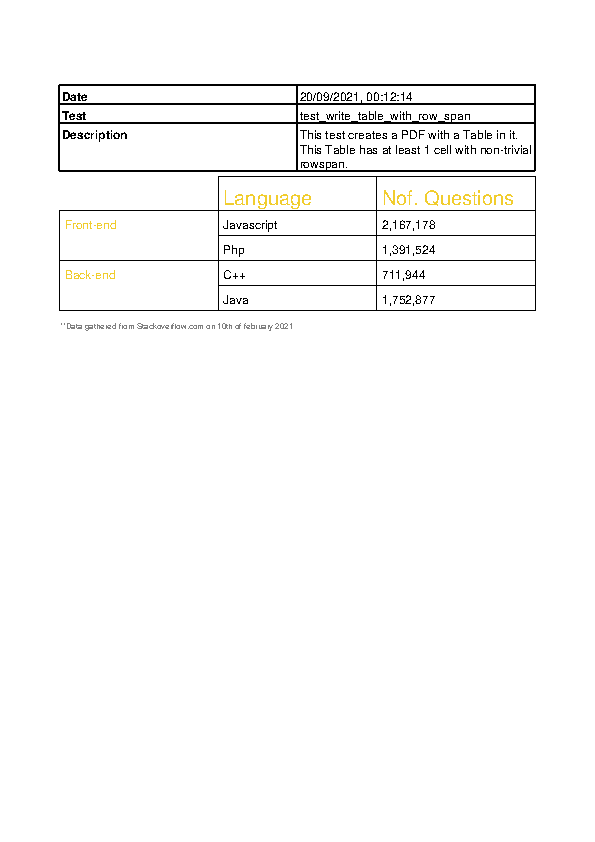 Date 20/09/2021, 00:12:14
Test test_write_table_with_row_span
Description This test creates a PDF with a Table in it.
This Table has at least 1 cell with non-trivial
rowspan.
Language Nof. Questions
Front-end Javascript 2,167,178
Php 1,391,524
Back-end C++ 711,944
Java 1,752,877
**Data gathered from Stackoverflow.com on 10th of february 2021